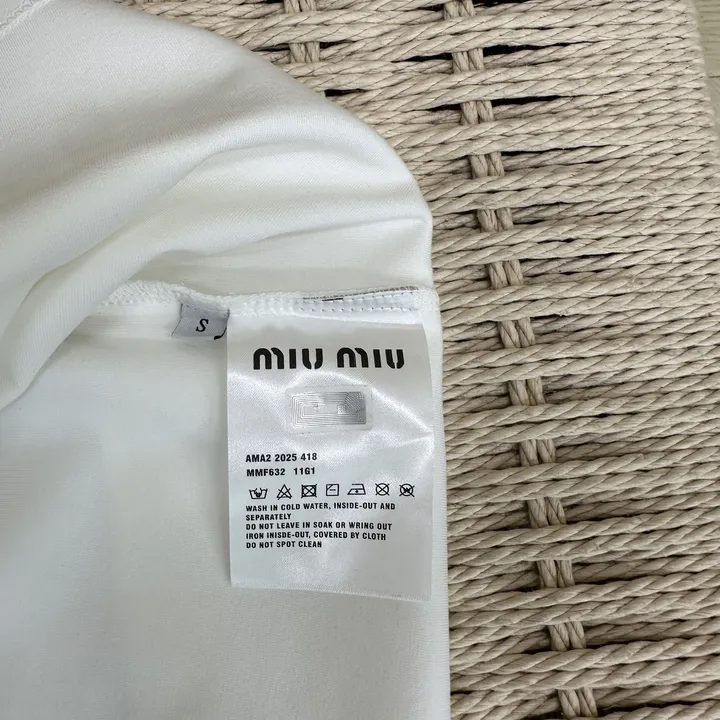 S
MIU MIU
AMA2 2025 418
MMF632 11G1
WASH IN COLD WATER, INSIDE-OUT AND
SEPARATELY
DO NOT LEAVE IN SOAK OR WRING OUT
IRON INISDE-OUT, COVERED BY CLOTH
DO NOT SPOT CLEAN